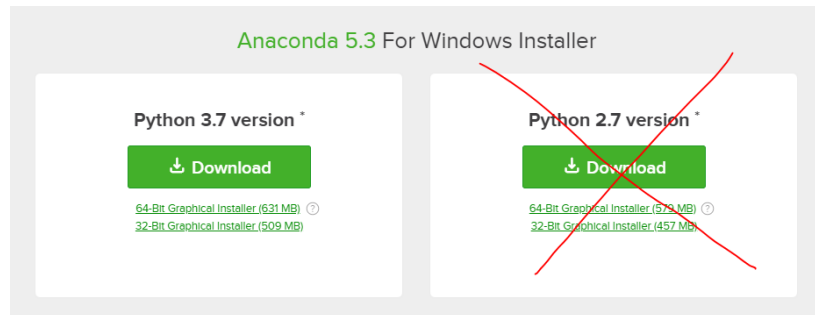 Anaconda 5.3 For Windows Installer
Python 3.7 version *
Download
64-Bit Graphical Installer (631 MB) ?
32-Bit Graphical Installer (509 MB)
Python 2.7 version *
Download
64-Bit Graphical Installer (579 MB) ?
32-Bit Graphical Installer (457 MB)